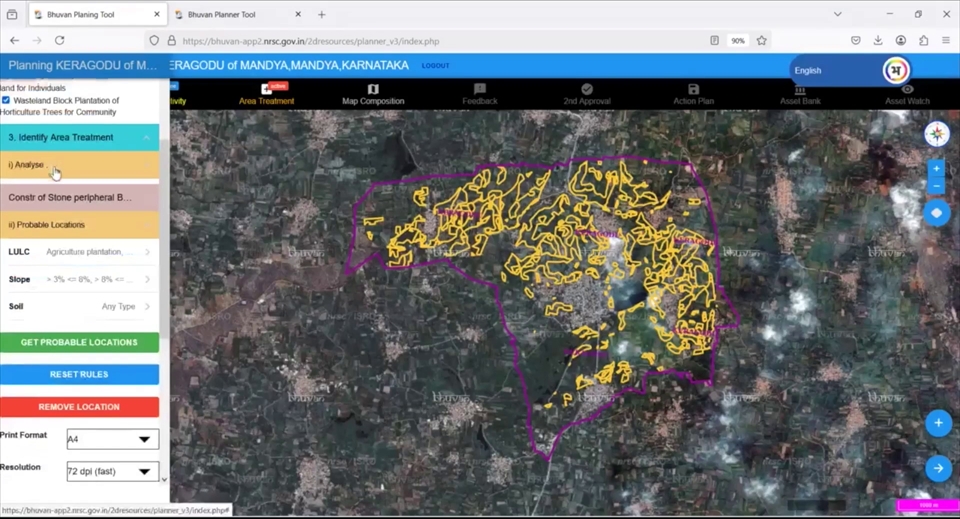 Bhuvan Planing Tool
Bhuvan Planner Tool
https://bhuvan-app2.nrsc.gov.in/2dresources/planner_v3/index.php
90%
Planning KERAGODU of M...
ERAGODU of MANDYA,MANDYA,KARNATAKA
LOGOUT
English
अ
active
Area Treatment
Map Composition
Feedback
2nd Approval
Action Plan
Asset Bank
Asset Watch
land for Individuals
Wasteland Block Plantation of
Horticulture Trees for Community
3. Identify Area Treatment
i) Analyse
Constr of Stone peripheral B...
ii) Probable Locations
LULC
Agriculture plantation, ...
Slope
> 3% <= 8%, > 8% <= ...
Soil
Any Type
GET PROBABLE LOCATIONS
RESET RULES
REMOVE LOCATION
Print Format
A4
Resolution
72 dpi (fast)
https://bhuvan-app2.nrsc.gov.in/2dresources/planner_v3/index.php#
bhuvan
bhuvan
bhuvan
bhuvan